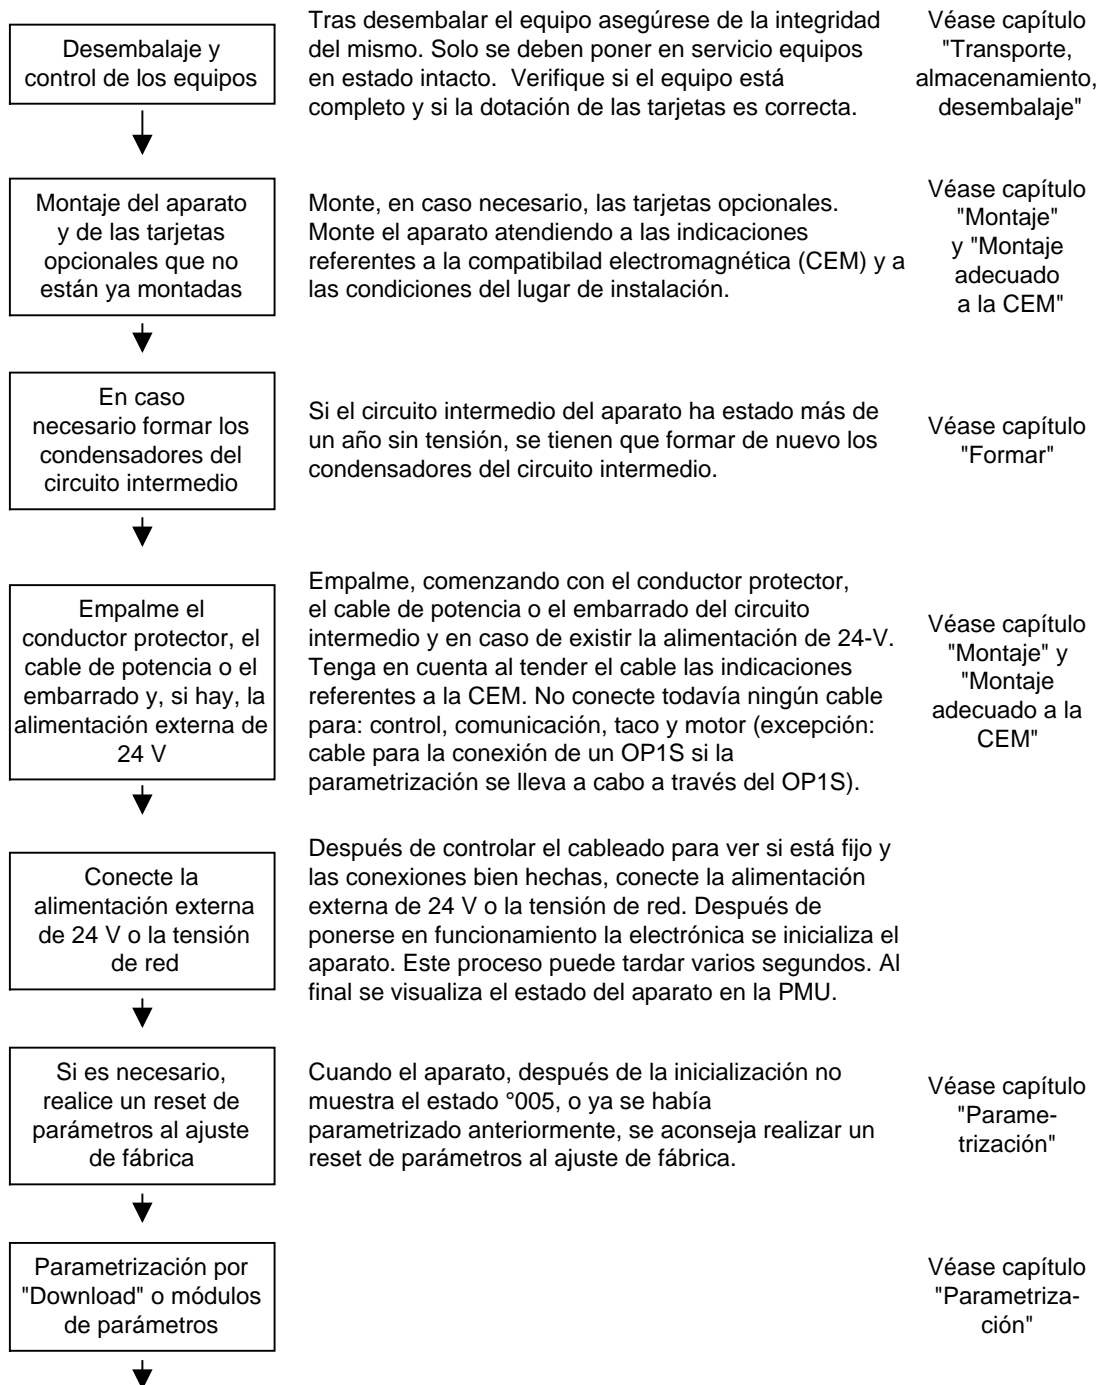 Desembalaje y
control de los equipos
Tras desembalar el equipo asegúrese de la integridad
del mismo. Solo se deben poner en servicio equipos
en estado intacto.  Verifique si el equipo está
completo y si la dotación de las tarjetas es correcta.
Véase capítulo
"Transporte,
almacenamiento,
desembalaje"
Montaje del aparato
y de las tarjetas
opcionales que no
están ya montadas
Monte, en caso necesario, las tarjetas opcionales.
Monte el aparato atendiendo a las indicaciones
referentes a la compatibilad electromagnética (CEM) y a
las condiciones del lugar de instalación.
Véase capítulo
"Montaje"
y "Montaje
adecuado
a la CEM"
En caso
necesario formar los
condensadores del
circuito intermedio
Si el circuito intermedio del aparato ha estado más de
un año sin tensión, se tienen que formar de nuevo los
condensadores del circuito intermedio.
Véase capítulo
"Formar"
Empalme el
conductor protector, el
cable de potencia o el
embarrado y, si hay, la
alimentación externa de
24 V
Empalme, comenzando con el conductor protector,
el cable de potencia o el embarrado del circuito
intermedio y en caso de existir la alimentación de 24-V.
Tenga en cuenta al tender el cable las indicaciones
referentes a la CEM. No conecte todavía ningún cable
para: control, comunicación, taco y motor (excepción:
cable para la conexión de un OP1S si la
parametrización se lleva a cabo a través del OP1S).
Véase capítulo
"Montaje" y
"Montaje
adecuado a la
CEM"
Conecte la
alimentación externa
de 24 V o la tensión
de red
Después de controlar el cableado para ver si está fijo y
las conexiones bien hechas, conecte la alimentación
externa de 24 V o la tensión de red. Después de
ponerse en funcionamiento la electrónica se inicializa el
aparato. Este proceso puede tardar varios segundos. Al
final se visualiza el estado del aparato en la PMU.
Si es necesario,
realice un reset de
parámetros al ajuste
de fábrica
Cuando el aparato, después de la inicialización no
muestra el estado °005, o ya se había
parametrizado anteriormente, se aconseja realizar un
reset de parámetros al ajuste de fábrica.
Véase capítulo
"Parame-
trización"
Parametrización por
"Download" o módulos
de parámetros
Véase capítulo
"Parametriza-
ción"